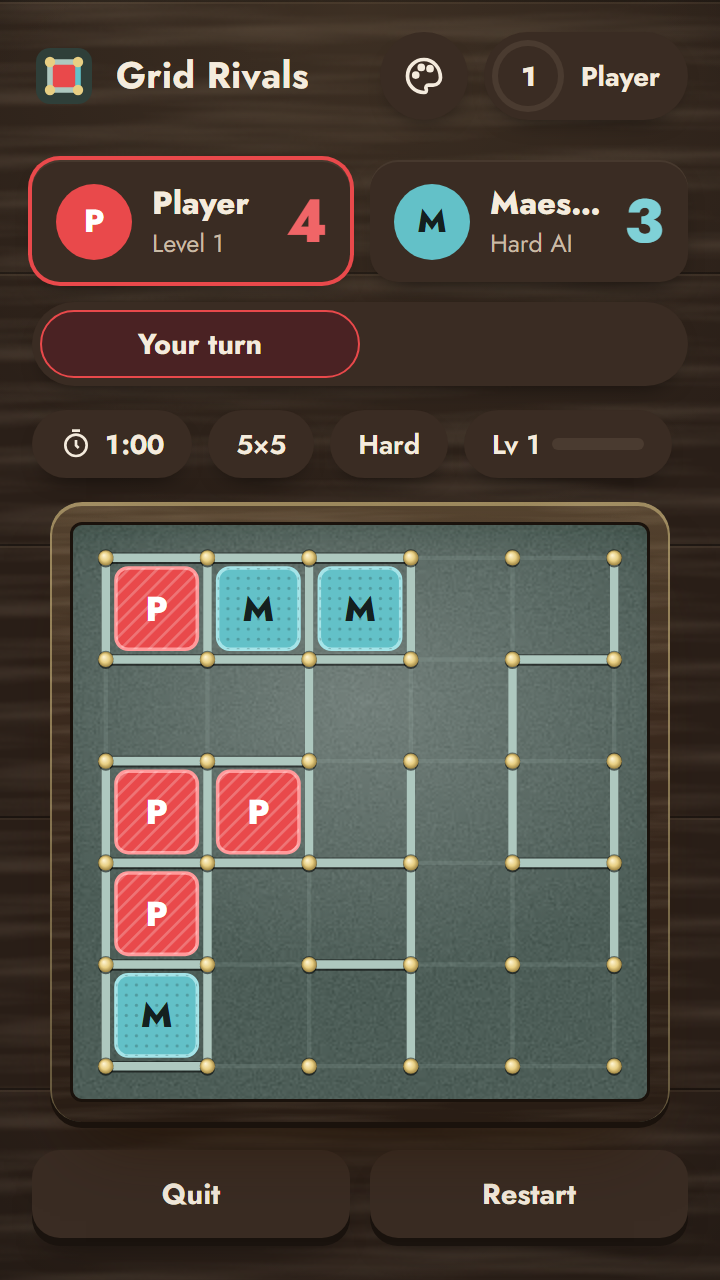 Grid Rivals
1 Player
P Player 4
Level 1
M Maes... 3
Hard AI
Your turn
1:00 5×5 Hard Lv 1
P M M
P P
P
M
Quit Restart